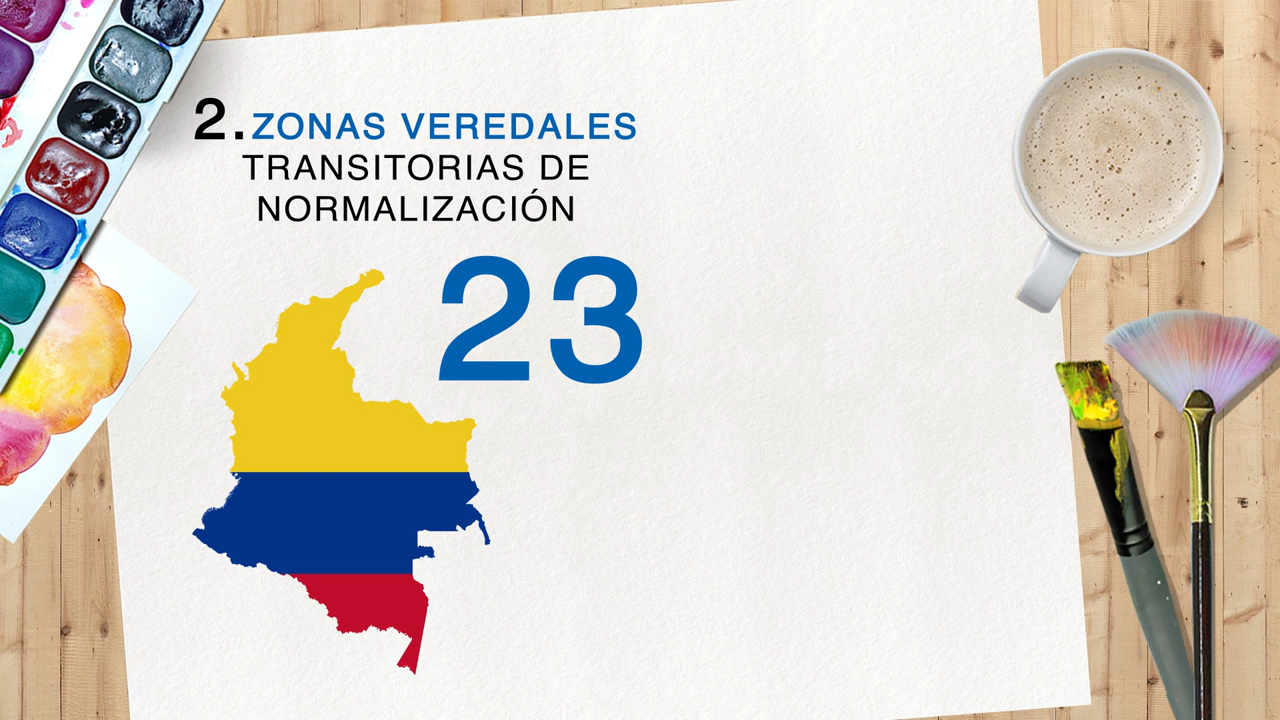 2. ZONAS VEREDALES
TRANSITORIAS DE
NORMALIZACIÓN
23